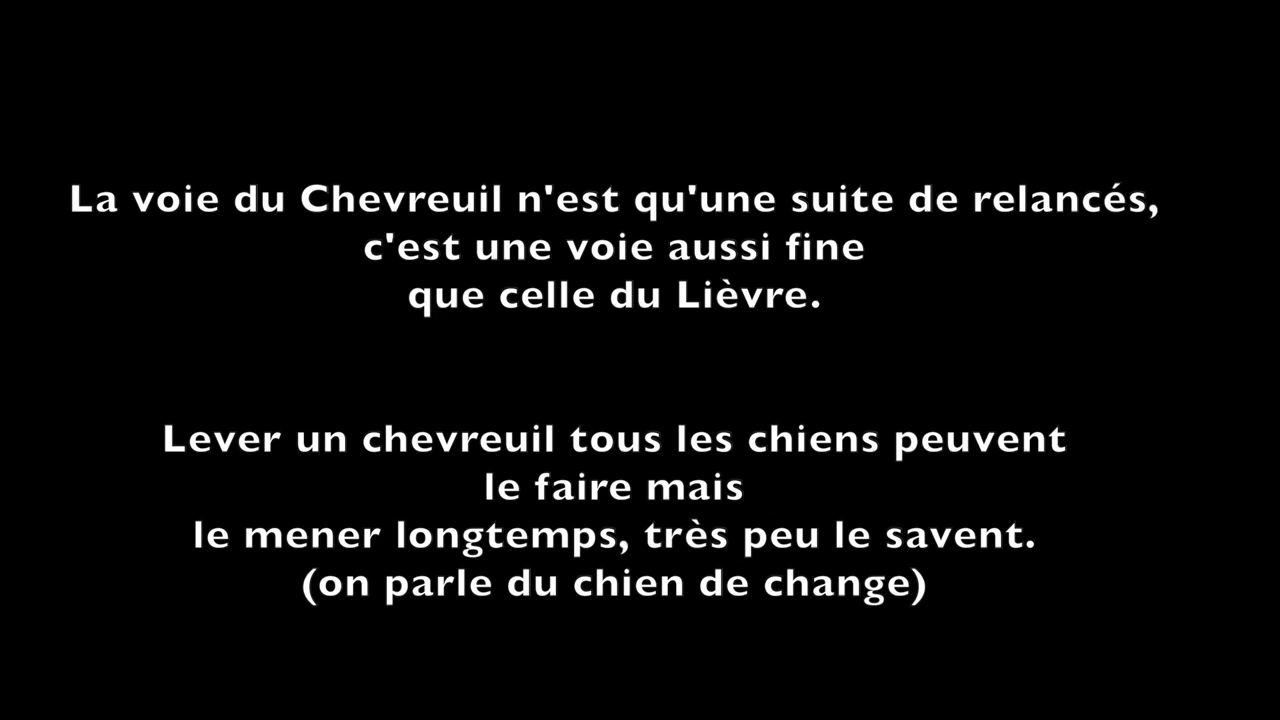 La voie du Chevreuil n'est qu'une suite de relancés,
c'est une voie aussi fine
que celle du Lièvre.
Lever un chevreuil tous les chiens peuvent
le faire mais
le mener longtemps, très peu le savent.
(on parle du chien de change)